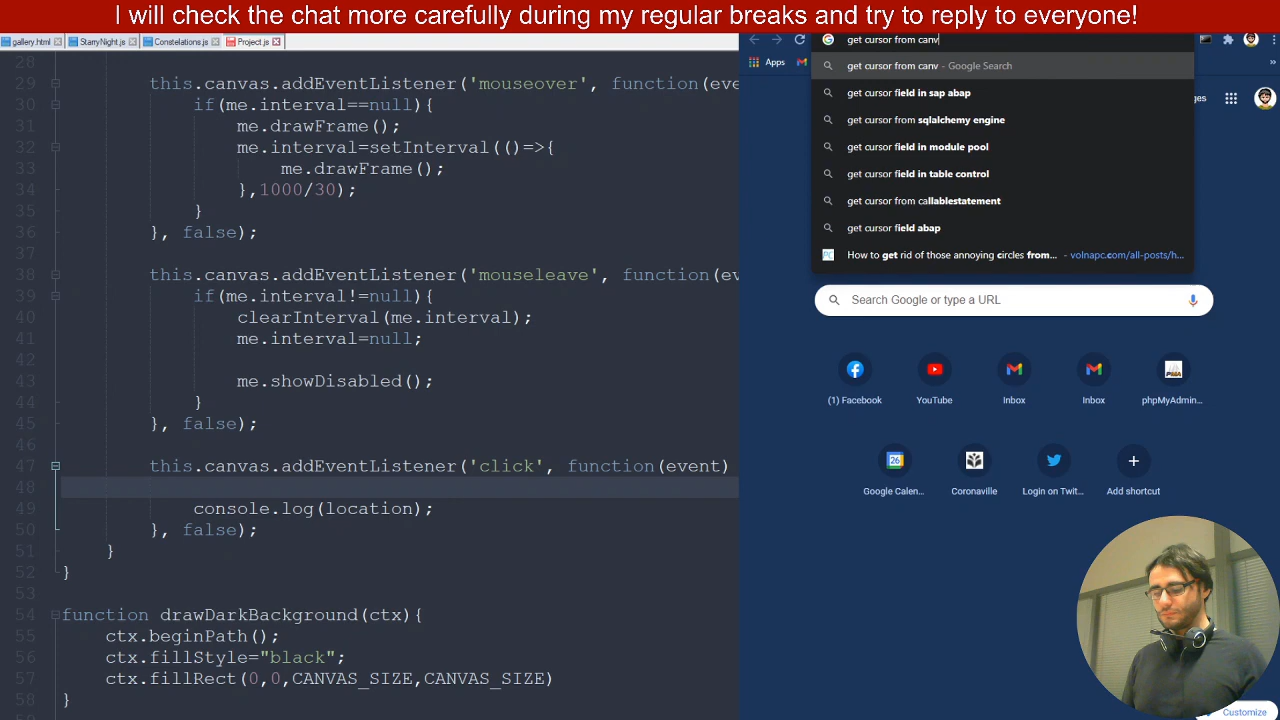 I will check the chat more carefully during my regular breaks and try to reply to everyone!
gallery.html
StarryNight.js
Constelations.js
Project.js
28
29 this.canvas.addEventListener('mouseover', function(eve
30 if(me.interval==null){
31 me.drawFrame();
32 me.interval=setInterval(()=>{
33 me.drawFrame();
34 },1000/30);
35 }
36 }, false);
37
38 this.canvas.addEventListener('mouseleave', function(ev
39 if(me.interval!=null){
40 clearInterval(me.interval);
41 me.interval=null;
42
43 me.showDisabled();
44 }
45 }, false);
46
47 this.canvas.addEventListener('click', function(event)
48
49 console.log(location);
50 }, false);
51 }
52 }
53
54 function drawDarkBackground(ctx){
55 ctx.beginPath();
56 ctx.fillStyle="black";
57 ctx.fillRect(0,0,CANVAS_SIZE,CANVAS_SIZE)
58 }
get cursor from canv
Apps
get cursor from canv - Google Search
get cursor field in sap abap
get cursor from sqlalchemy engine
get cursor field in module pool
get cursor field in table control
get cursor from callablestatement
get cursor field abap
How to get rid of those annoying circles from... - volnapc.com/all-posts/h...
ges
Search Google or type a URL
(1) Facebook
YouTube
Inbox
Inbox
phpMyAdmin...
Google Calen...
Coronaville
Login on Twit...
Add shortcut
Customize